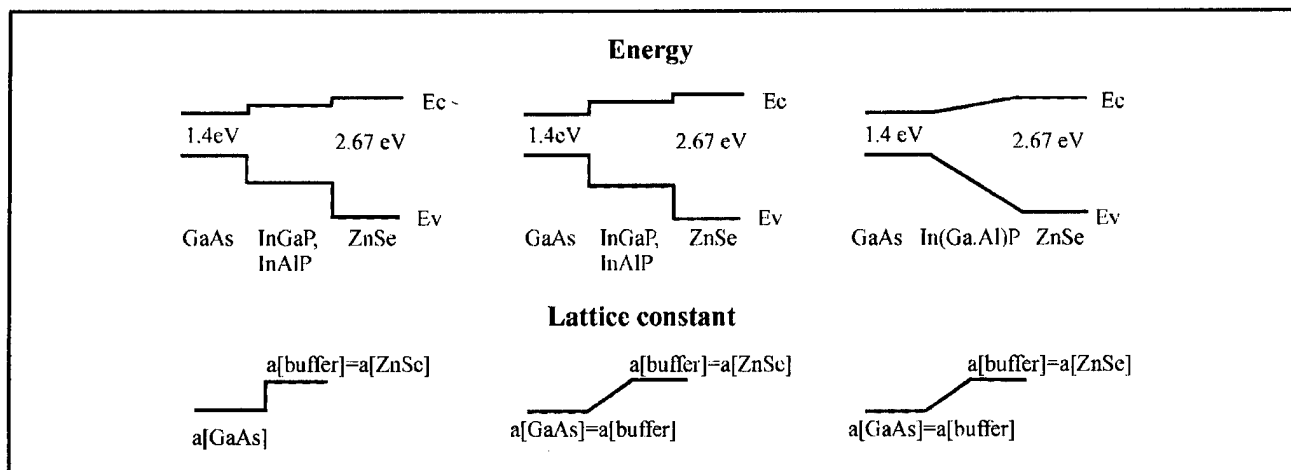 Energy
Ec Ec Ec
1.4eV 2.67 eV 1.4eV 2.67 eV 1.4 eV 2.67 eV
Ev Ev Ev
GaAs InGaP, ZnSe GaAs InGaP, ZnSe GaAs In(Ga.Al)P ZnSe
InAlP InAlP
Lattice constant
a[buffer]=a[ZnSe] a[buffer]=a[ZnSe] a[buffer]=a[ZnSe]
a[GaAs] a[GaAs]=a[buffer] a[GaAs]=a[buffer]